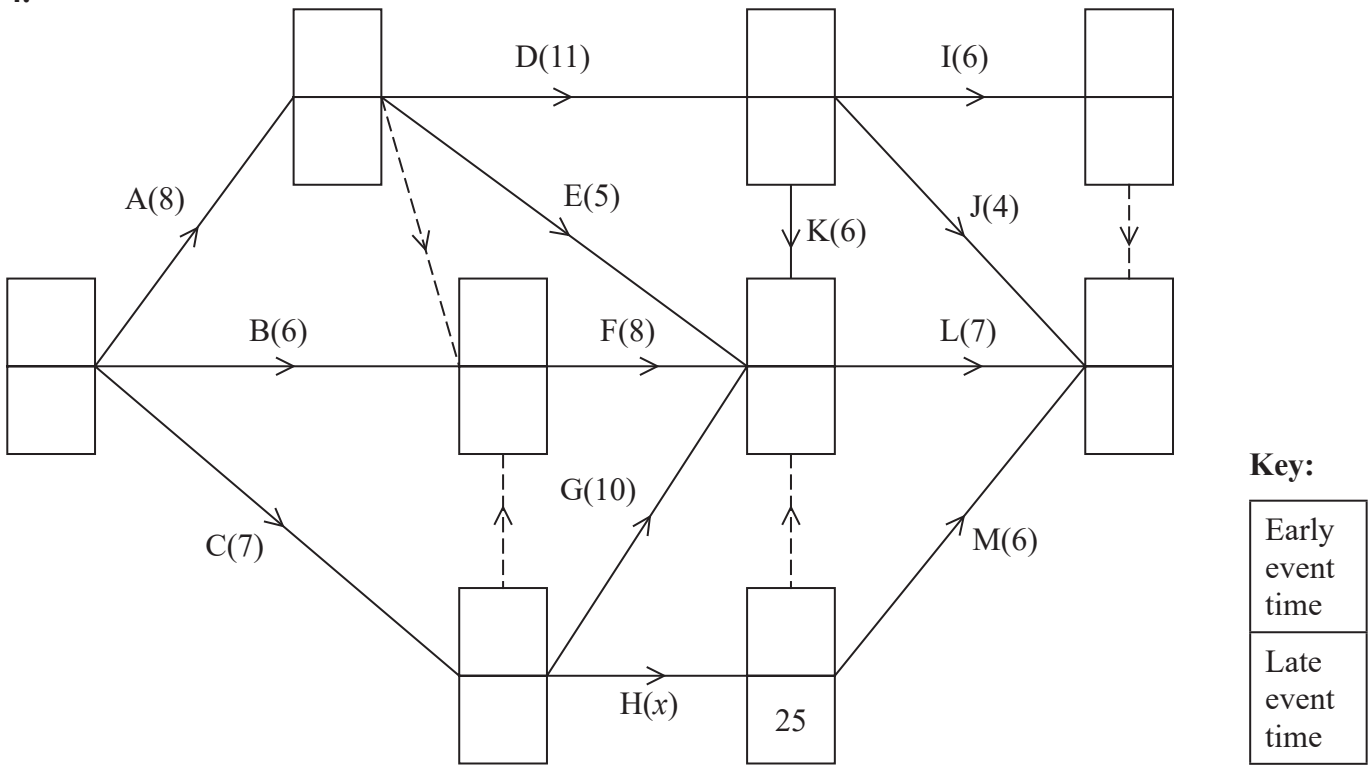 D(11)
I(6)
A(8)
E(5)
J(4)
K(6)
B(6)
F(8)
L(7)
Key:
G(10)
Early
event
time
C(7)
M(6)
Late
event
time
H(x)
25